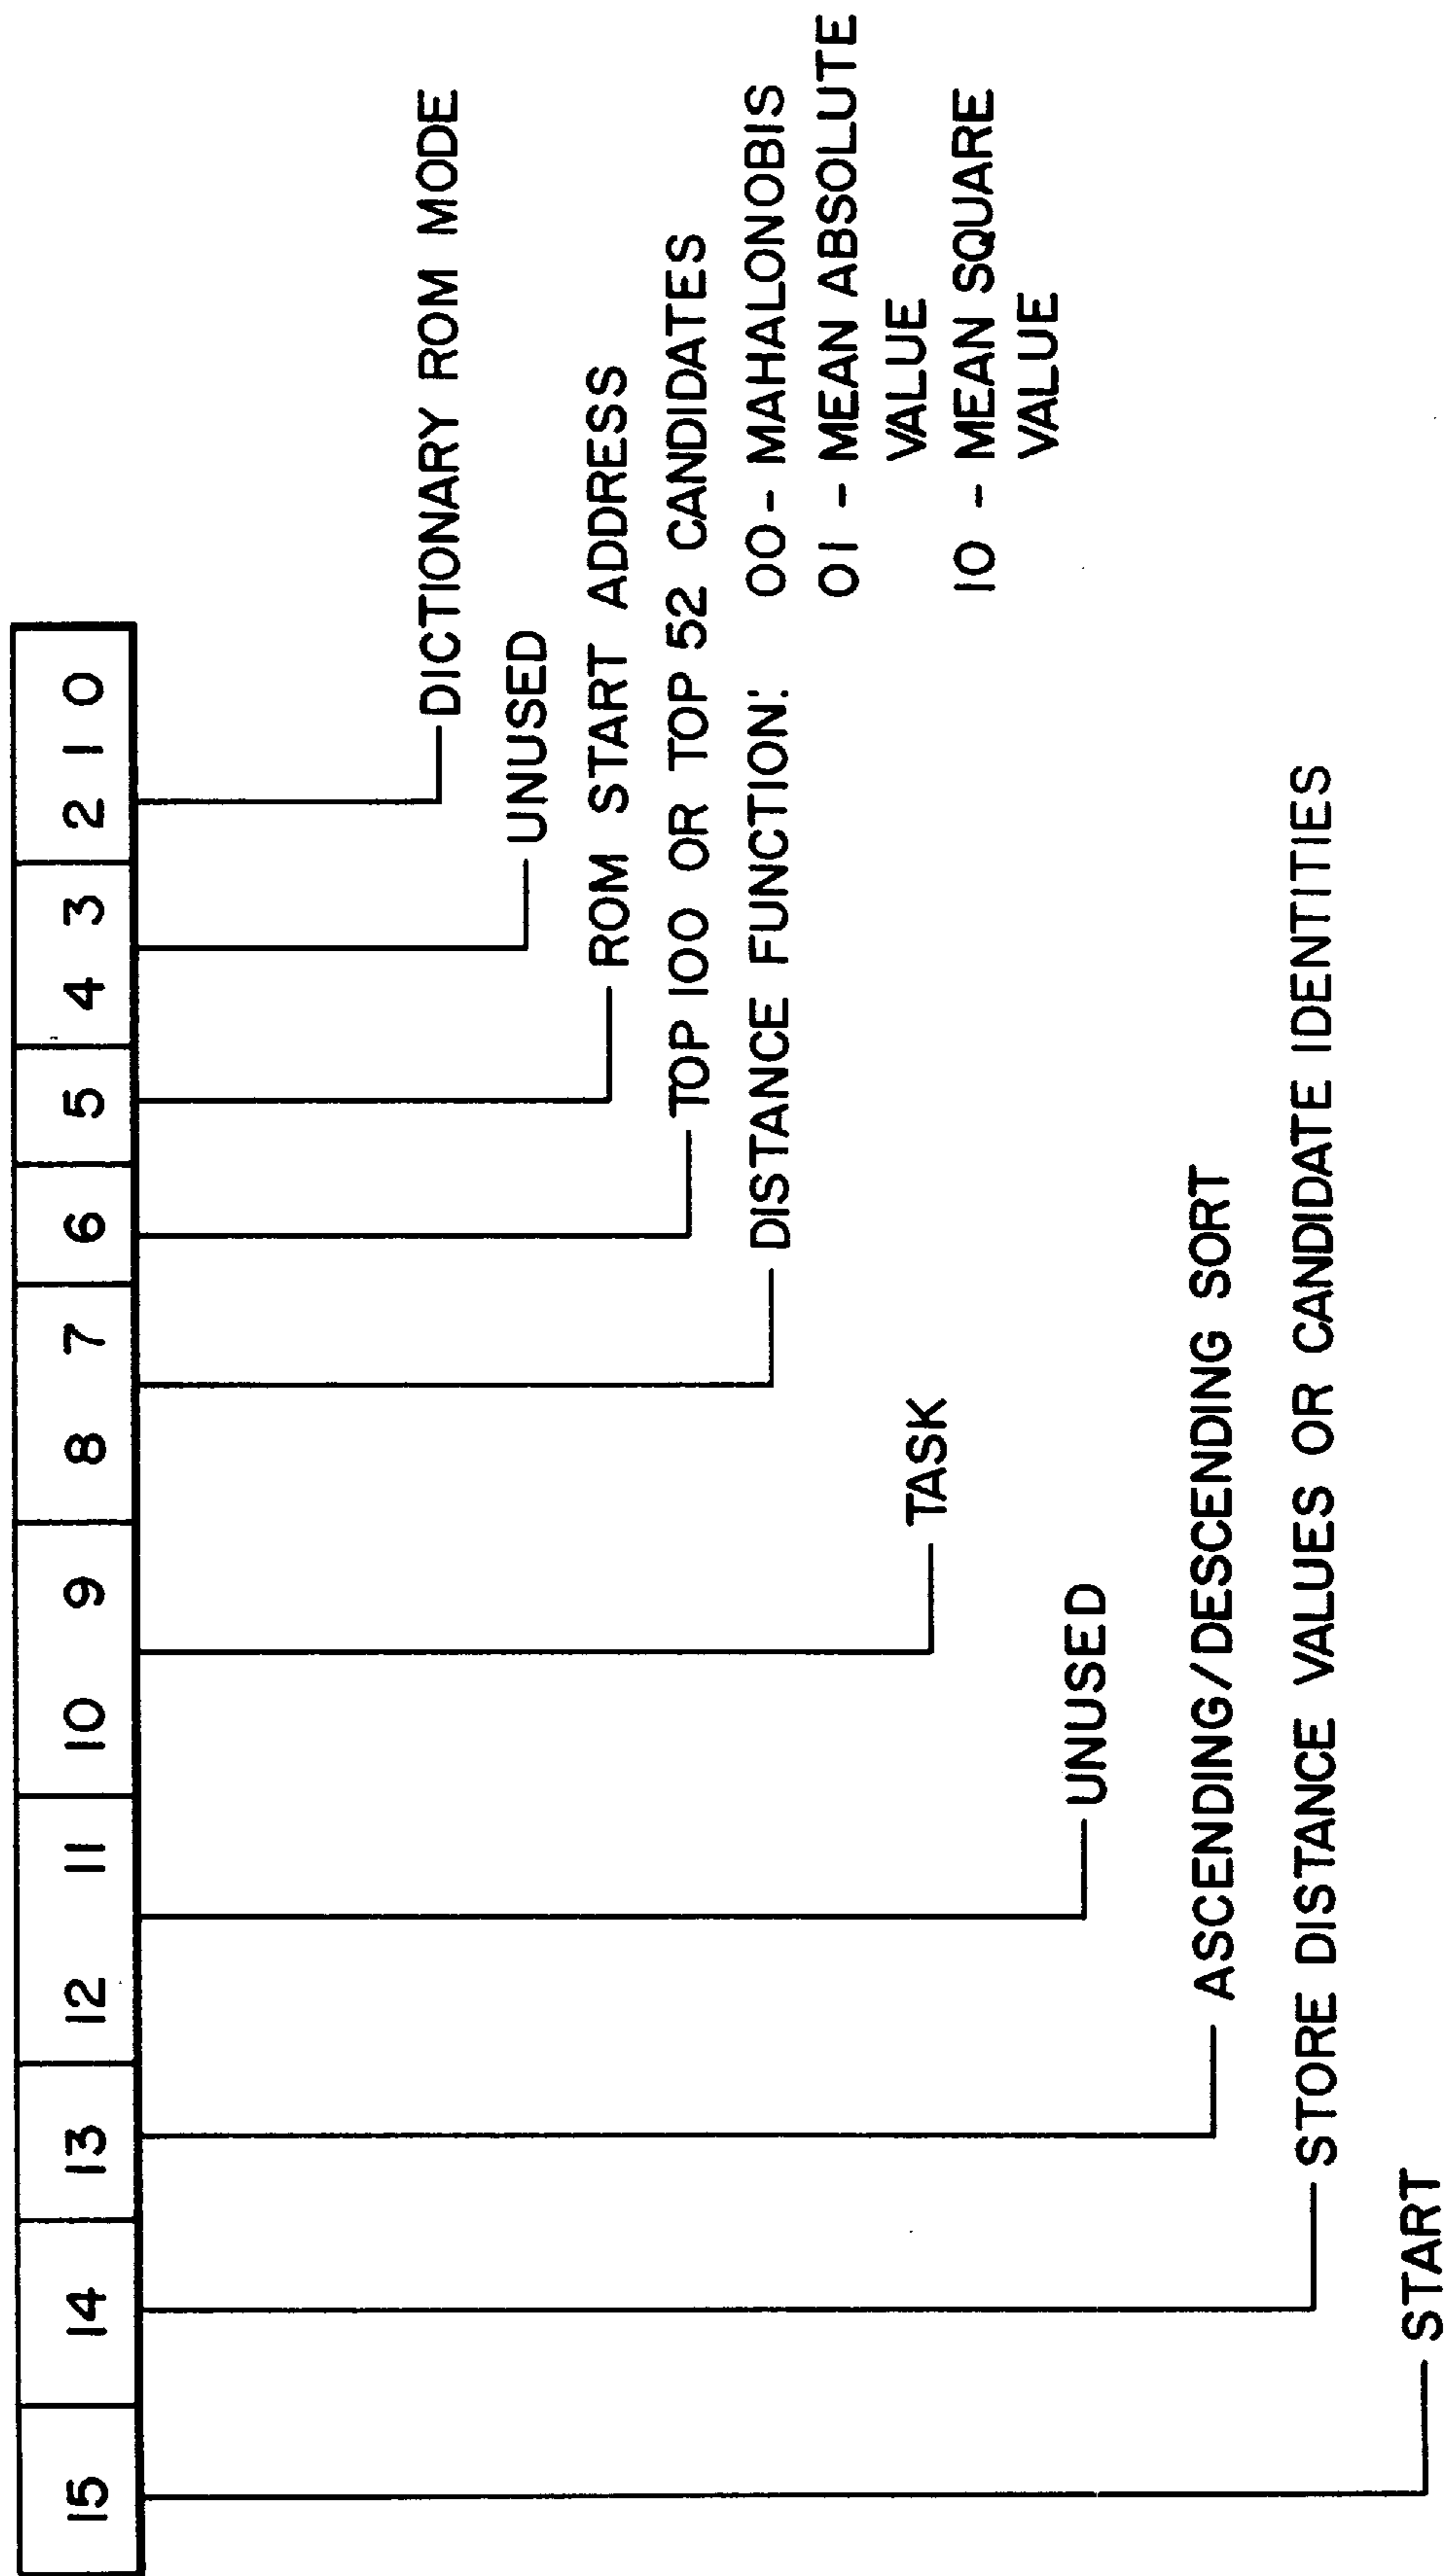 15 14 13 12 11 10 9 8 7 6 5 4 3 2 1 0
DICTIONARY ROM MODE
UNUSED
ROM START ADDRESS
TOP 100 OR TOP 52 CANDIDATES
DISTANCE FUNCTION: 00 - MAHALONOBIS
01 - MEAN ABSOLUTE
VALUE
TASK
10 - MEAN SQUARE
VALUE
UNUSED
ASCENDING/DESCENDING SORT
STORE DISTANCE VALUES OR CANDIDATE IDENTITIES
START